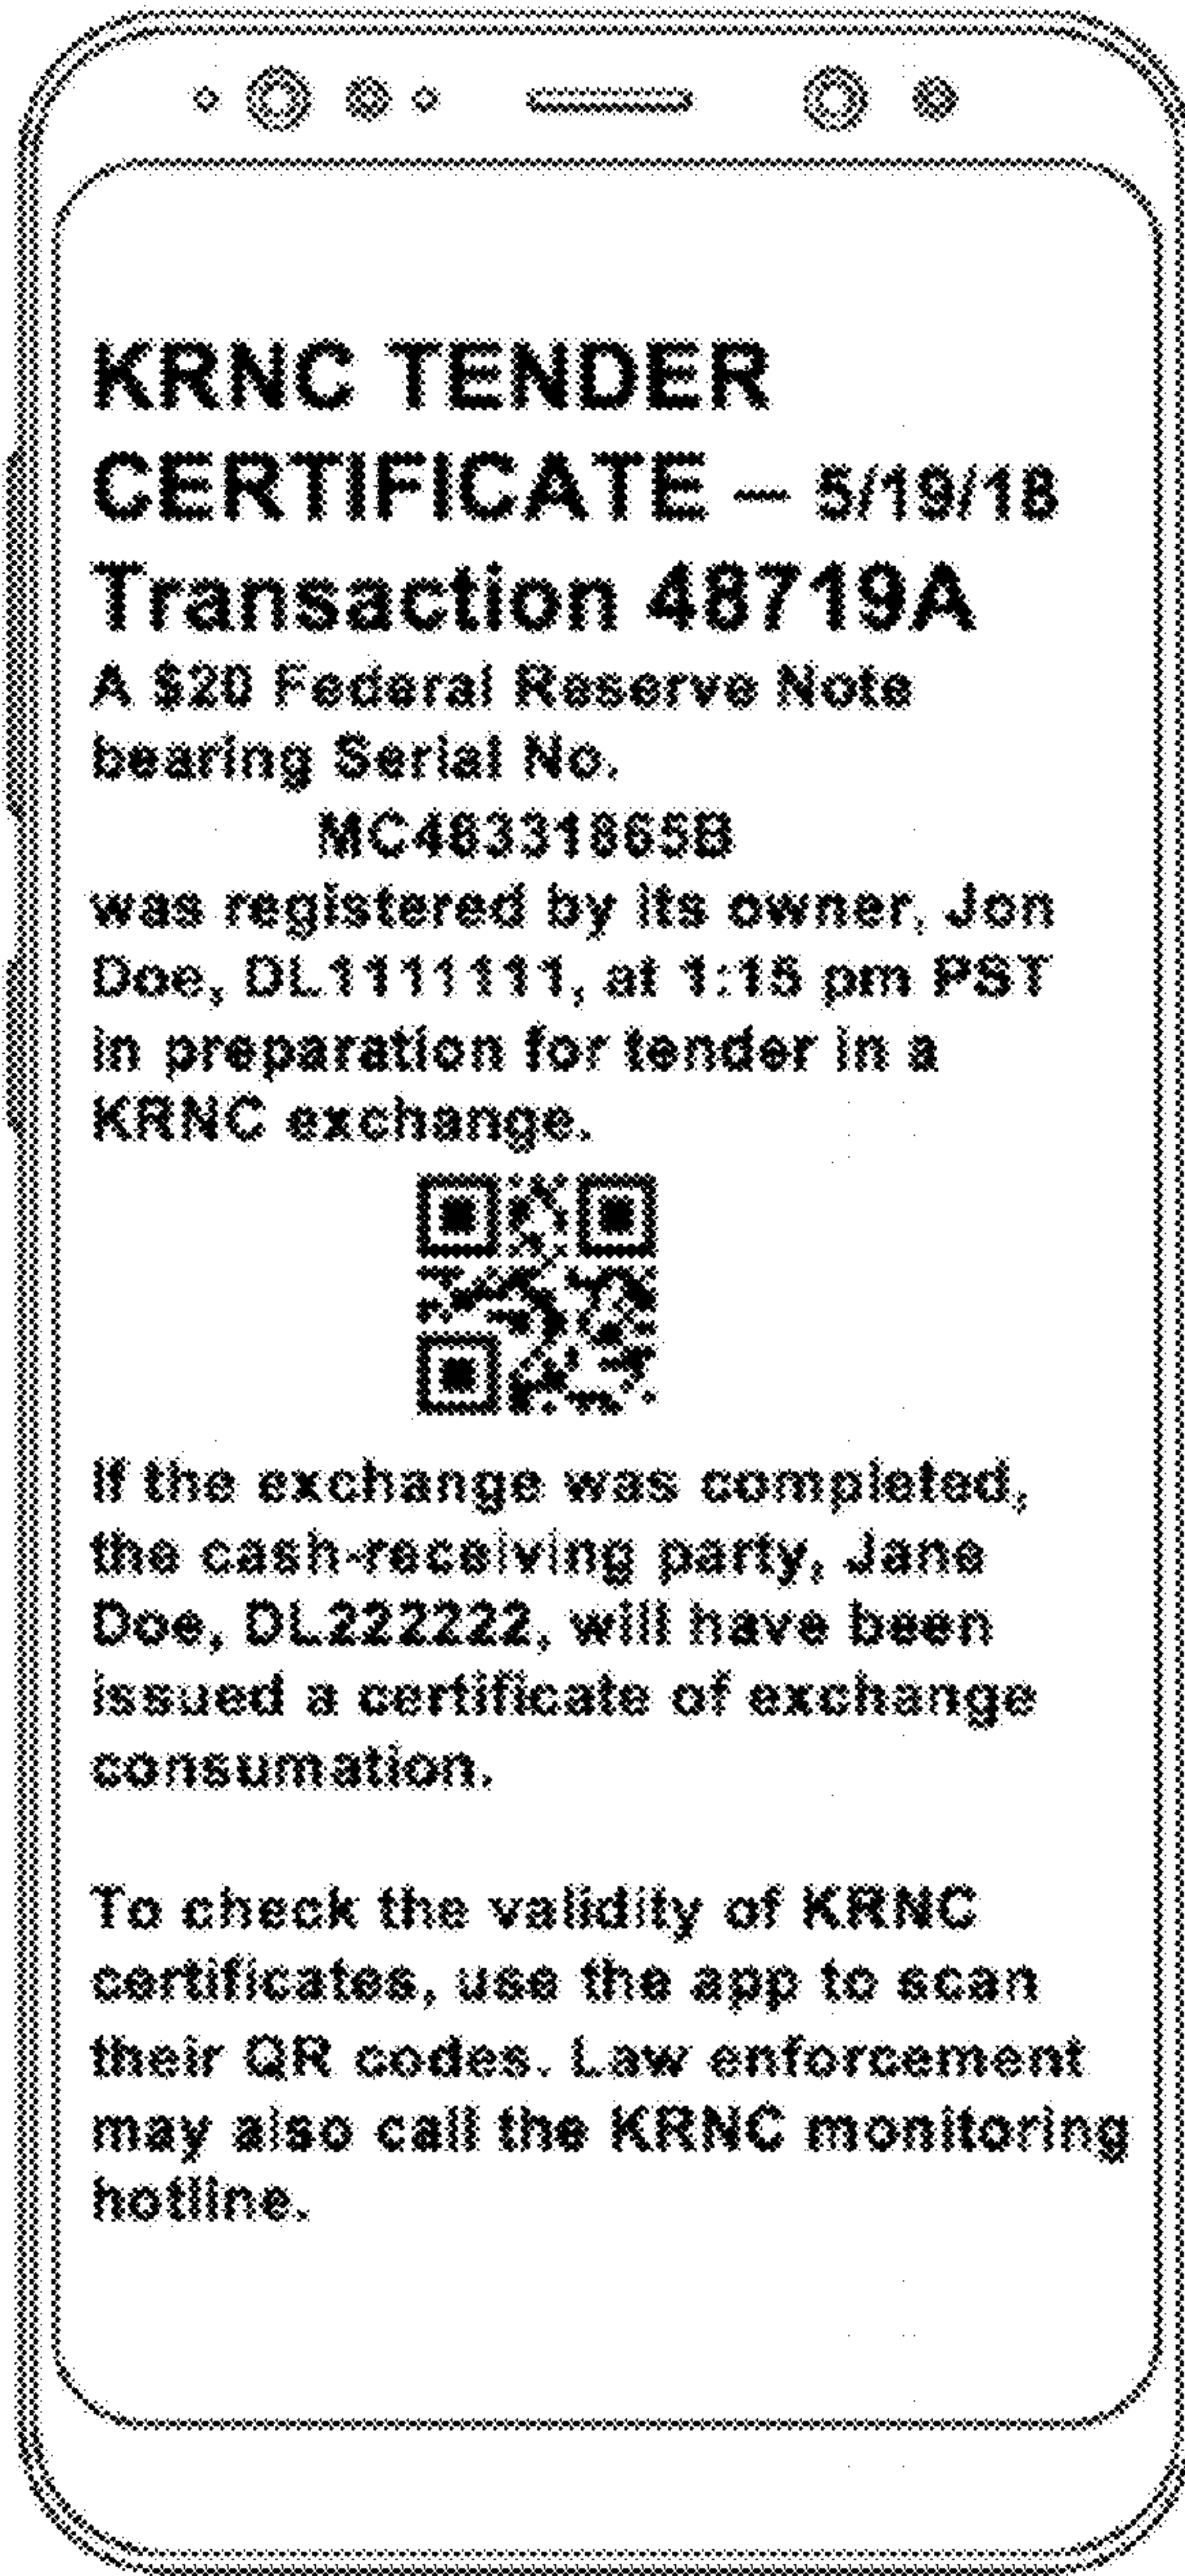 KRNC TENDER
CERTIFICATE – 5/19/18
Transaction 48719A
A $20 Federal Reserve Note
bearing Serial No.
MC46331865B
was registered by its owner, Jon
Doe, DL1111111, at 1:15 pm PST
in preparation for tender in a
KRNC exchange.
If the exchange was completed,
the cash-receiving party, Jane
Doe, DL222222, will have been
issued a certificate of exchange
consumation.
To check the validity of KRNC
certificates, use the app to scan
their QR codes. Law enforcement
may also call the KRNC monitoring
hotline.